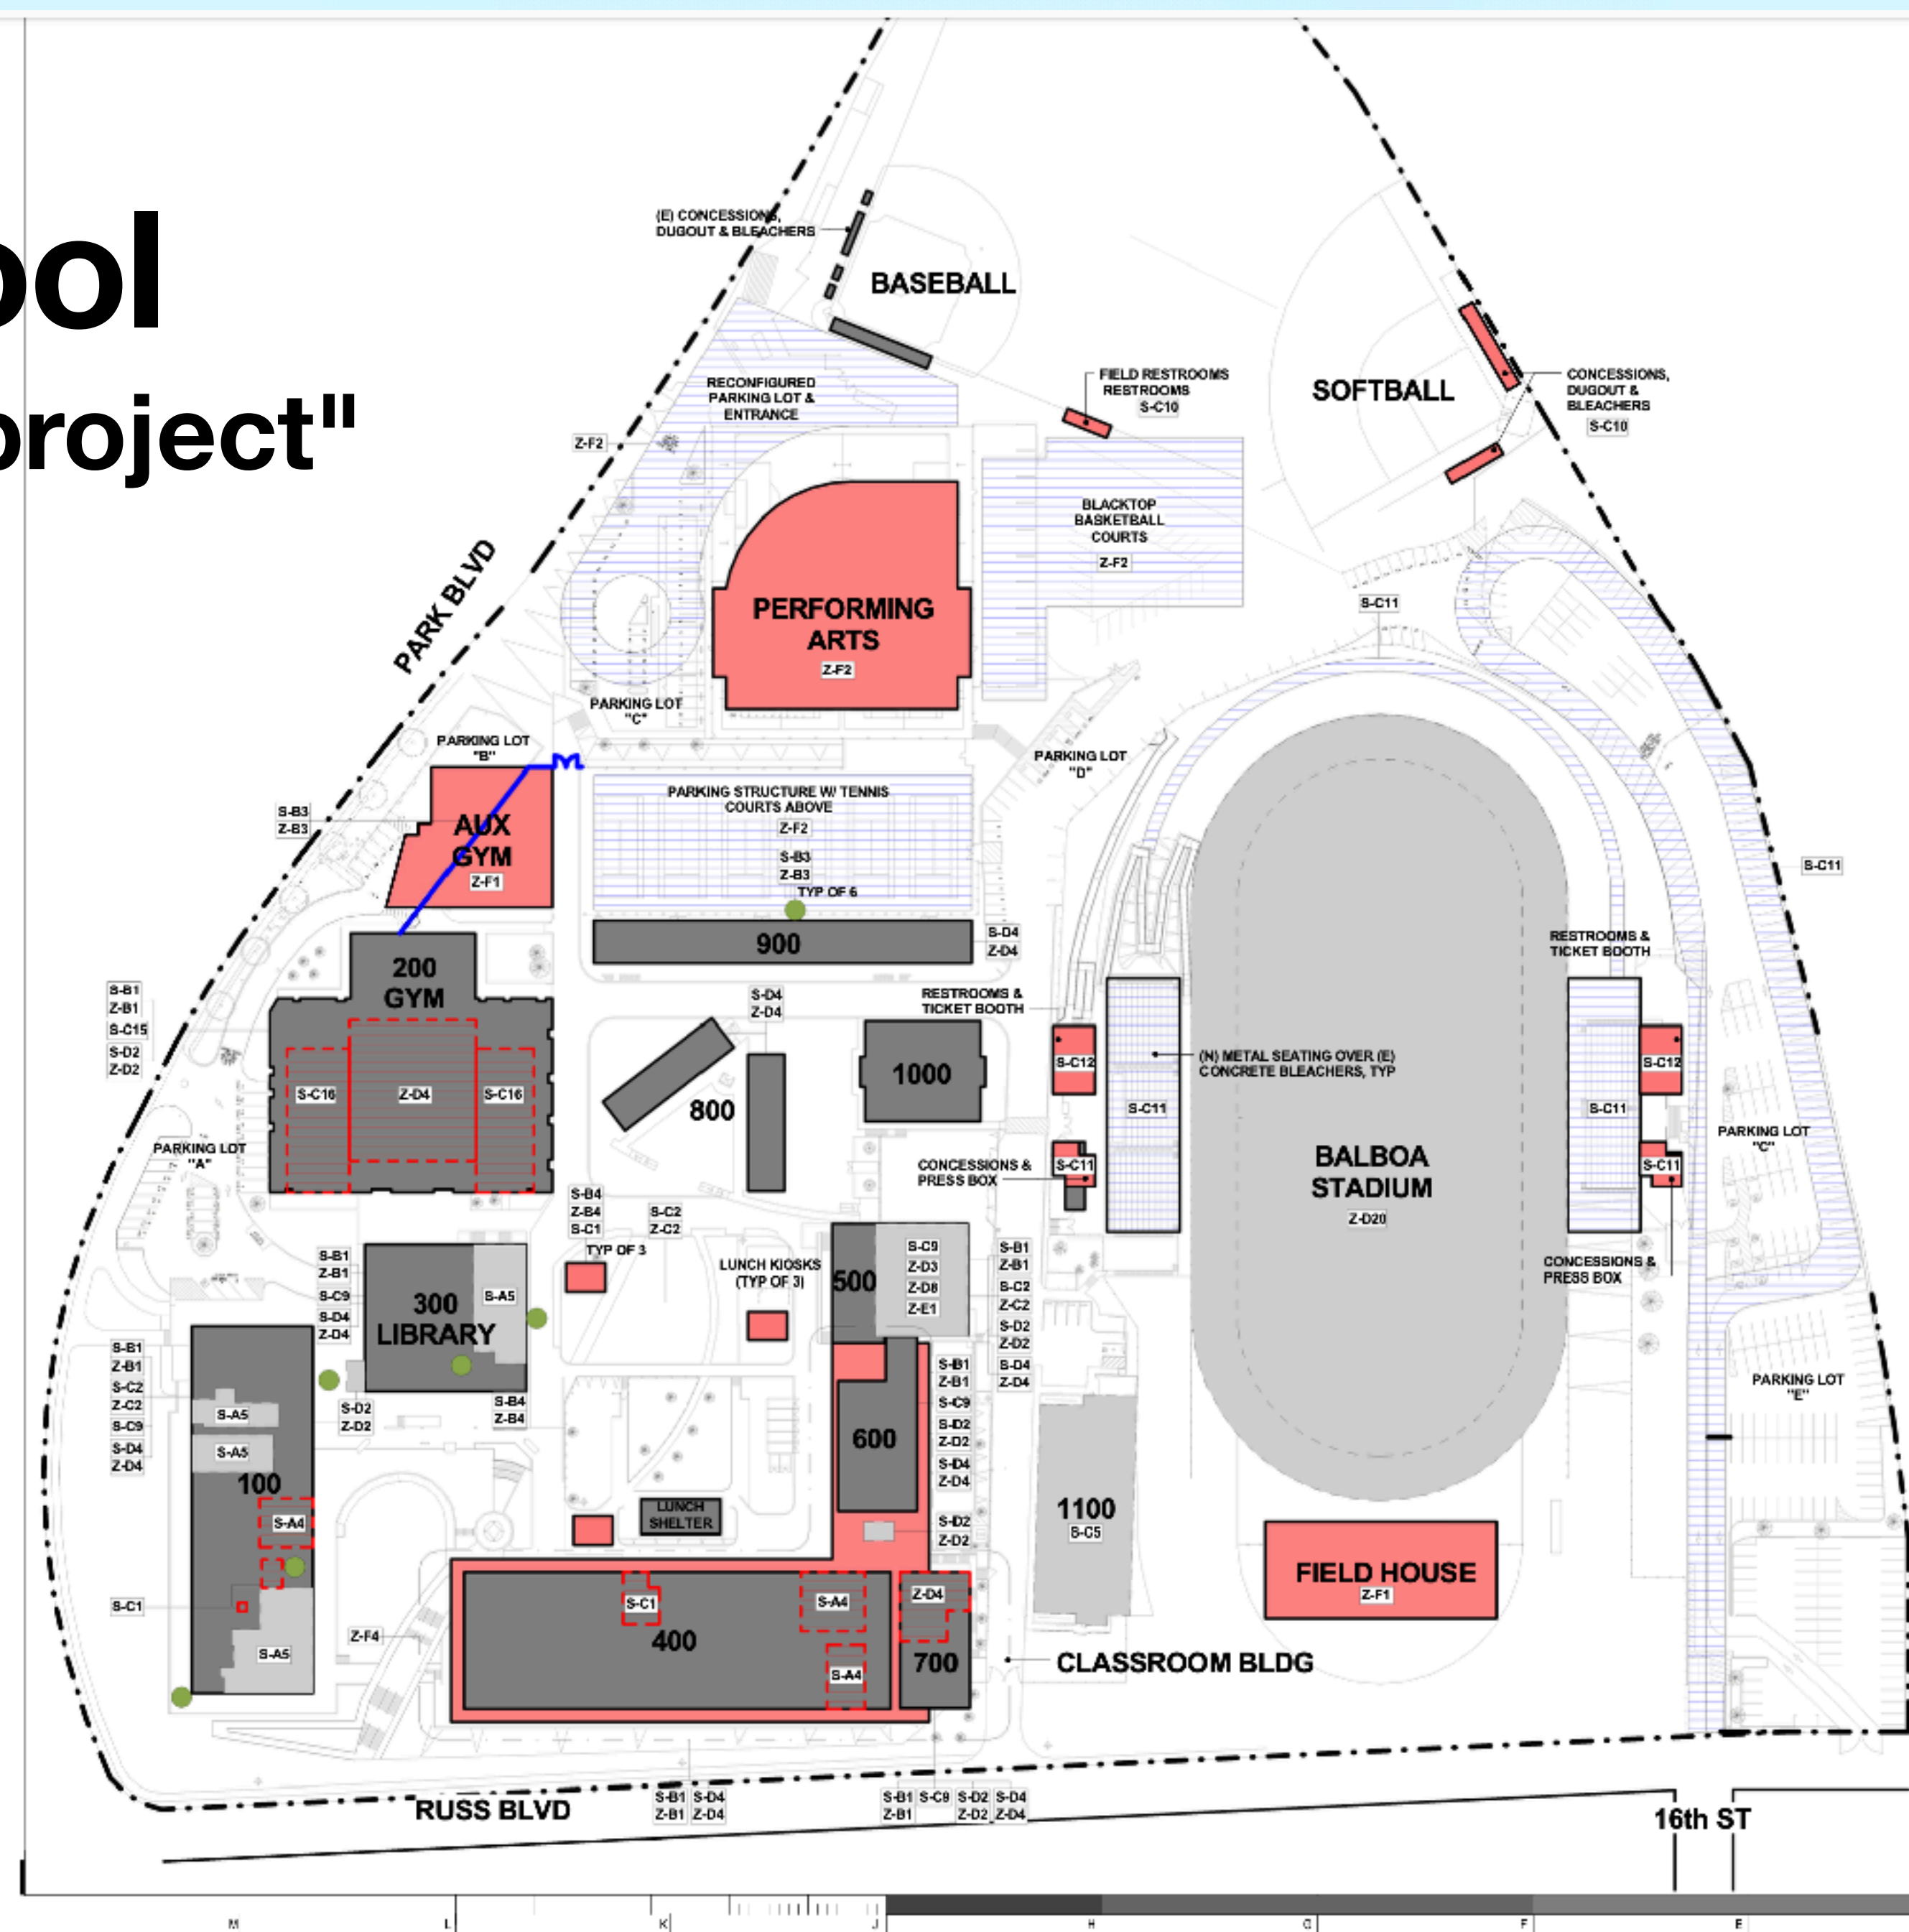 ool
project"
(E) CONCESSIONS,
DUGOUT & BLEACHERS
BASEBALL
RECONFIGURED
PARKING LOT &
ENTRANCE
FIELD RESTROOMS
RESTROOMS
S-C10
SOFTBALL
CONCESSIONS,
DUGOUT &
BLEACHERS
S-C10
Z-F2
BLACKTOP
BASKETBALL
COURTS
Z-F2
PARK BLVD
PERFORMING
ARTS
Z-F2
S-C11
PARKING LOT
"C"
PARKING LOT
"B"
PARKING LOT
"D"
PARKING STRUCTURE W/ TENNIS
COURTS ABOVE
Z-F2
S-B3
Z-B3
TYP OF 6
S-B3
Z-B3
AUX
GYM
Z-F1
S-C11
900
S-D4
Z-D4
RESTROOMS &
TICKET BOOTH
200
GYM
S-B1
Z-B1
S-C15
S-D2
Z-D2
S-D4
Z-D4
RESTROOMS &
TICKET BOOTH
S-C16
Z-D4
S-C16
800
1000
S-C12
(N) METAL SEATING OVER (E)
CONCRETE BLEACHERS, TYP
S-C11
S-C11
S-C12
PARKING LOT
"A"
CONCESSIONS &
PRESS BOX
S-C11
BALBOA
STADIUM
Z-D20
S-C11
PARKING LOT
"C"
S-B4
Z-B4
S-C1
TYP OF 3
S-C2
Z-C2
LUNCH KIOSKS
(TYP OF 3)
CONCESSIONS &
PRESS BOX
S-B1
Z-B1
S-C9
S-D4
Z-D4
300
LIBRARY
S-A5
500
S-C9
Z-D3
Z-D8
Z-E1
S-B1
Z-B1
S-C2
Z-C2
S-D2
Z-D2
S-D4
Z-D4
S-B1
Z-B1
S-C2
Z-C2
S-C9
S-D4
Z-D4
S-D2
Z-D2
S-B4
Z-B4
S-A5
S-A5
100
S-A4
S-B1
Z-B1
S-C9
S-D2
Z-D2
S-D4
Z-D4
600
PARKING LOT
"E"
LUNCH
SHELTER
S-D2
Z-D2
1100
S-C5
S-C1
S-A5
Z-F4
S-C1
400
S-A4
S-A4
Z-D4
700
CLASSROOM BLDG
FIELD HOUSE
Z-F1
RUSS BLVD
S-B1
Z-B1
S-D4
Z-D4
S-B1
Z-B1
S-C9
S-D2
Z-D2
S-D4
Z-D4
16th ST
M
L
K
J
H
G
F
E